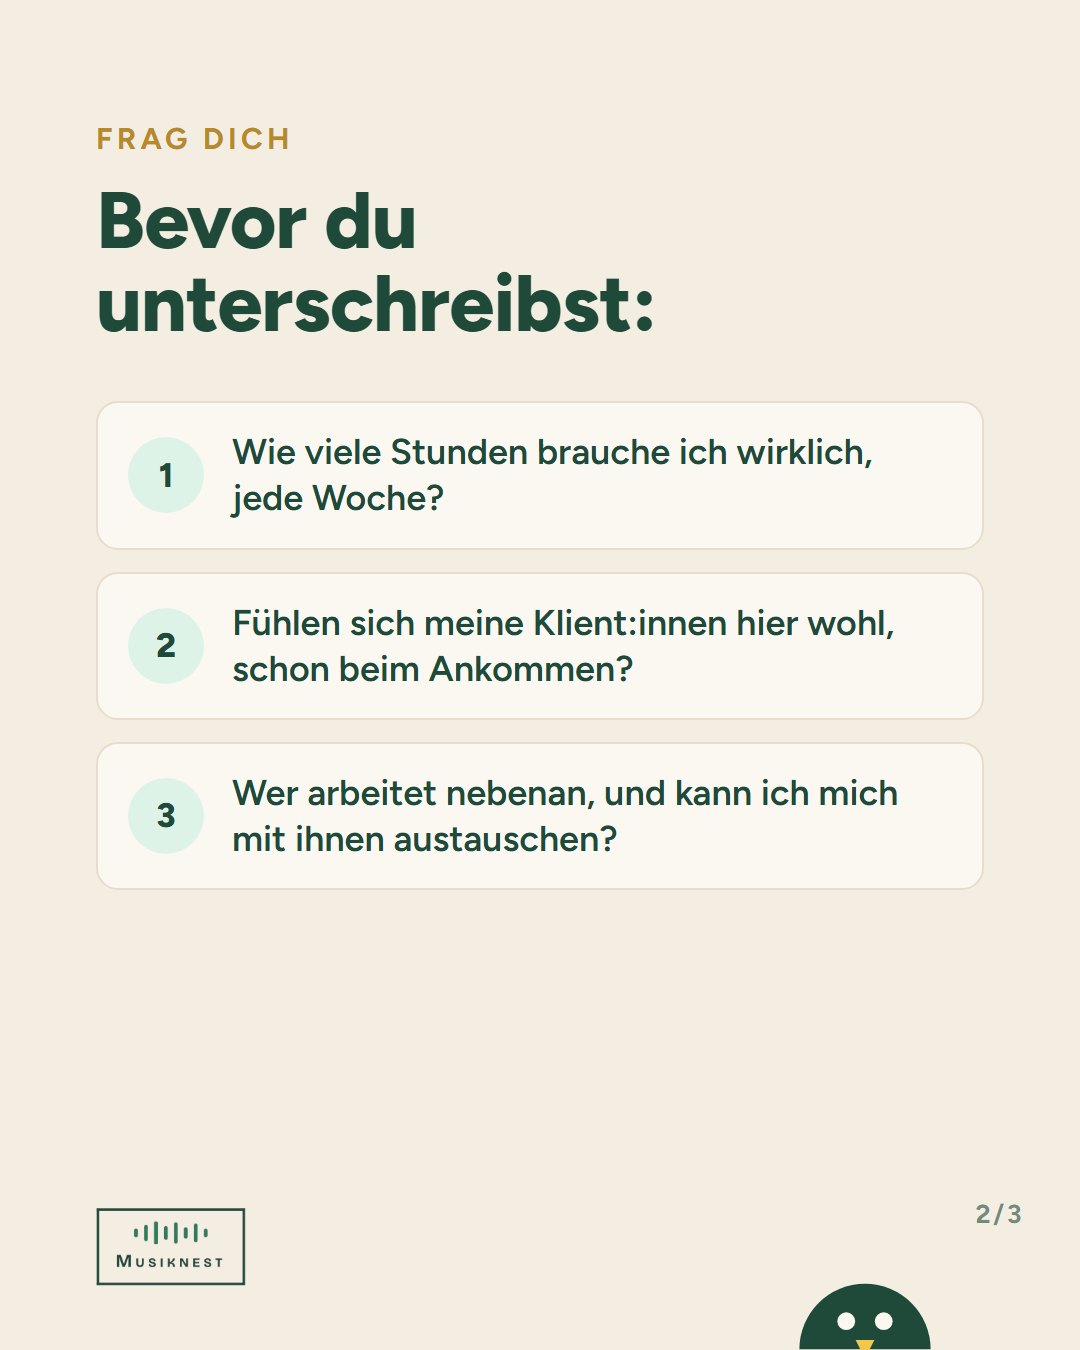 FRAG DICH
Bevor du
unterschreibst:
1
Wie viele Stunden brauche ich wirklich,
jede Woche?
2
Fühlen sich meine Klient:innen hier wohl,
schon beim Ankommen?
3
Wer arbeitet nebenan, und kann ich mich
mit ihnen austauschen?
2/3
MUSIKNEST